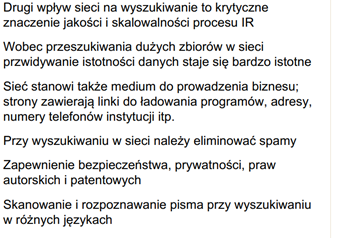 Drugi wpływ sieci na wyszukiwanie to krytyczne
znaczenie jakości i skalowalności procesu IR
Wobec przeszukiwania dużych zbiorów w sieci
przwidywanie istotności danych staje się bardzo istotne
Sieć stanowi także medium do prowadzenia biznesu;
strony zawierają linki do ładowania programów, adresy,
numery telefonów instytucji itp.
Przy wyszukiwaniu w sieci należy eliminować spamy
Zapewnienie bezpieczeństwa, prywatności, praw
autorskich i patentowych
Skanowanie i rozpoznawanie pisma przy wyszukiwaniu
w różnych językach